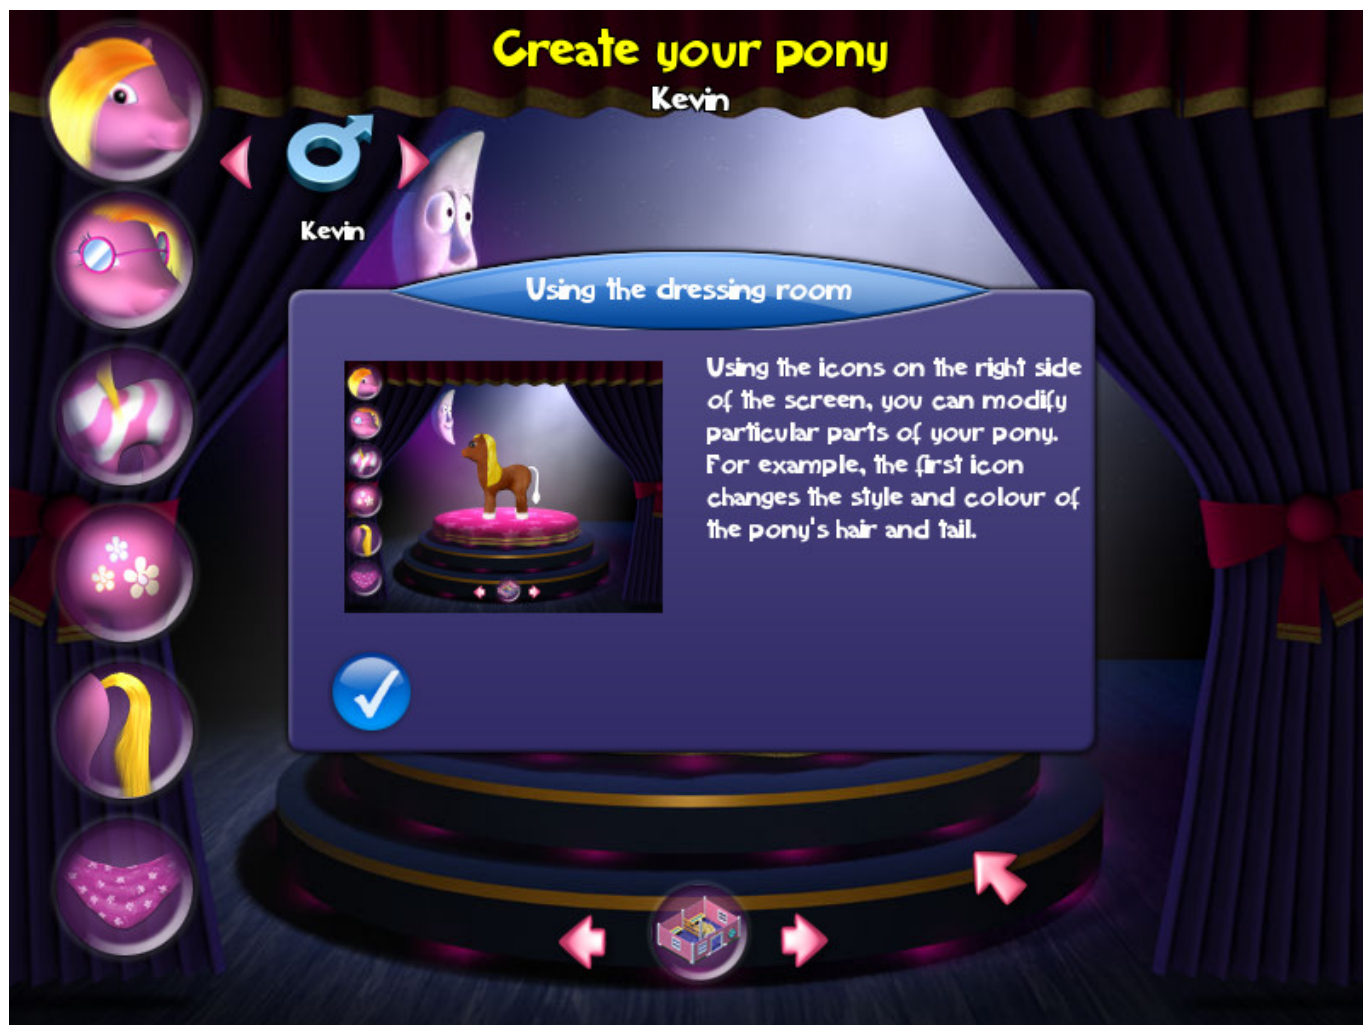 Create your pony
Kevin
Kevin
Using the dressing room
Using the icons on the right side
of the screen, you can modify
particular parts of your pony.
For example, the first icon
changes the style and colour of
the pony's hair and tail.